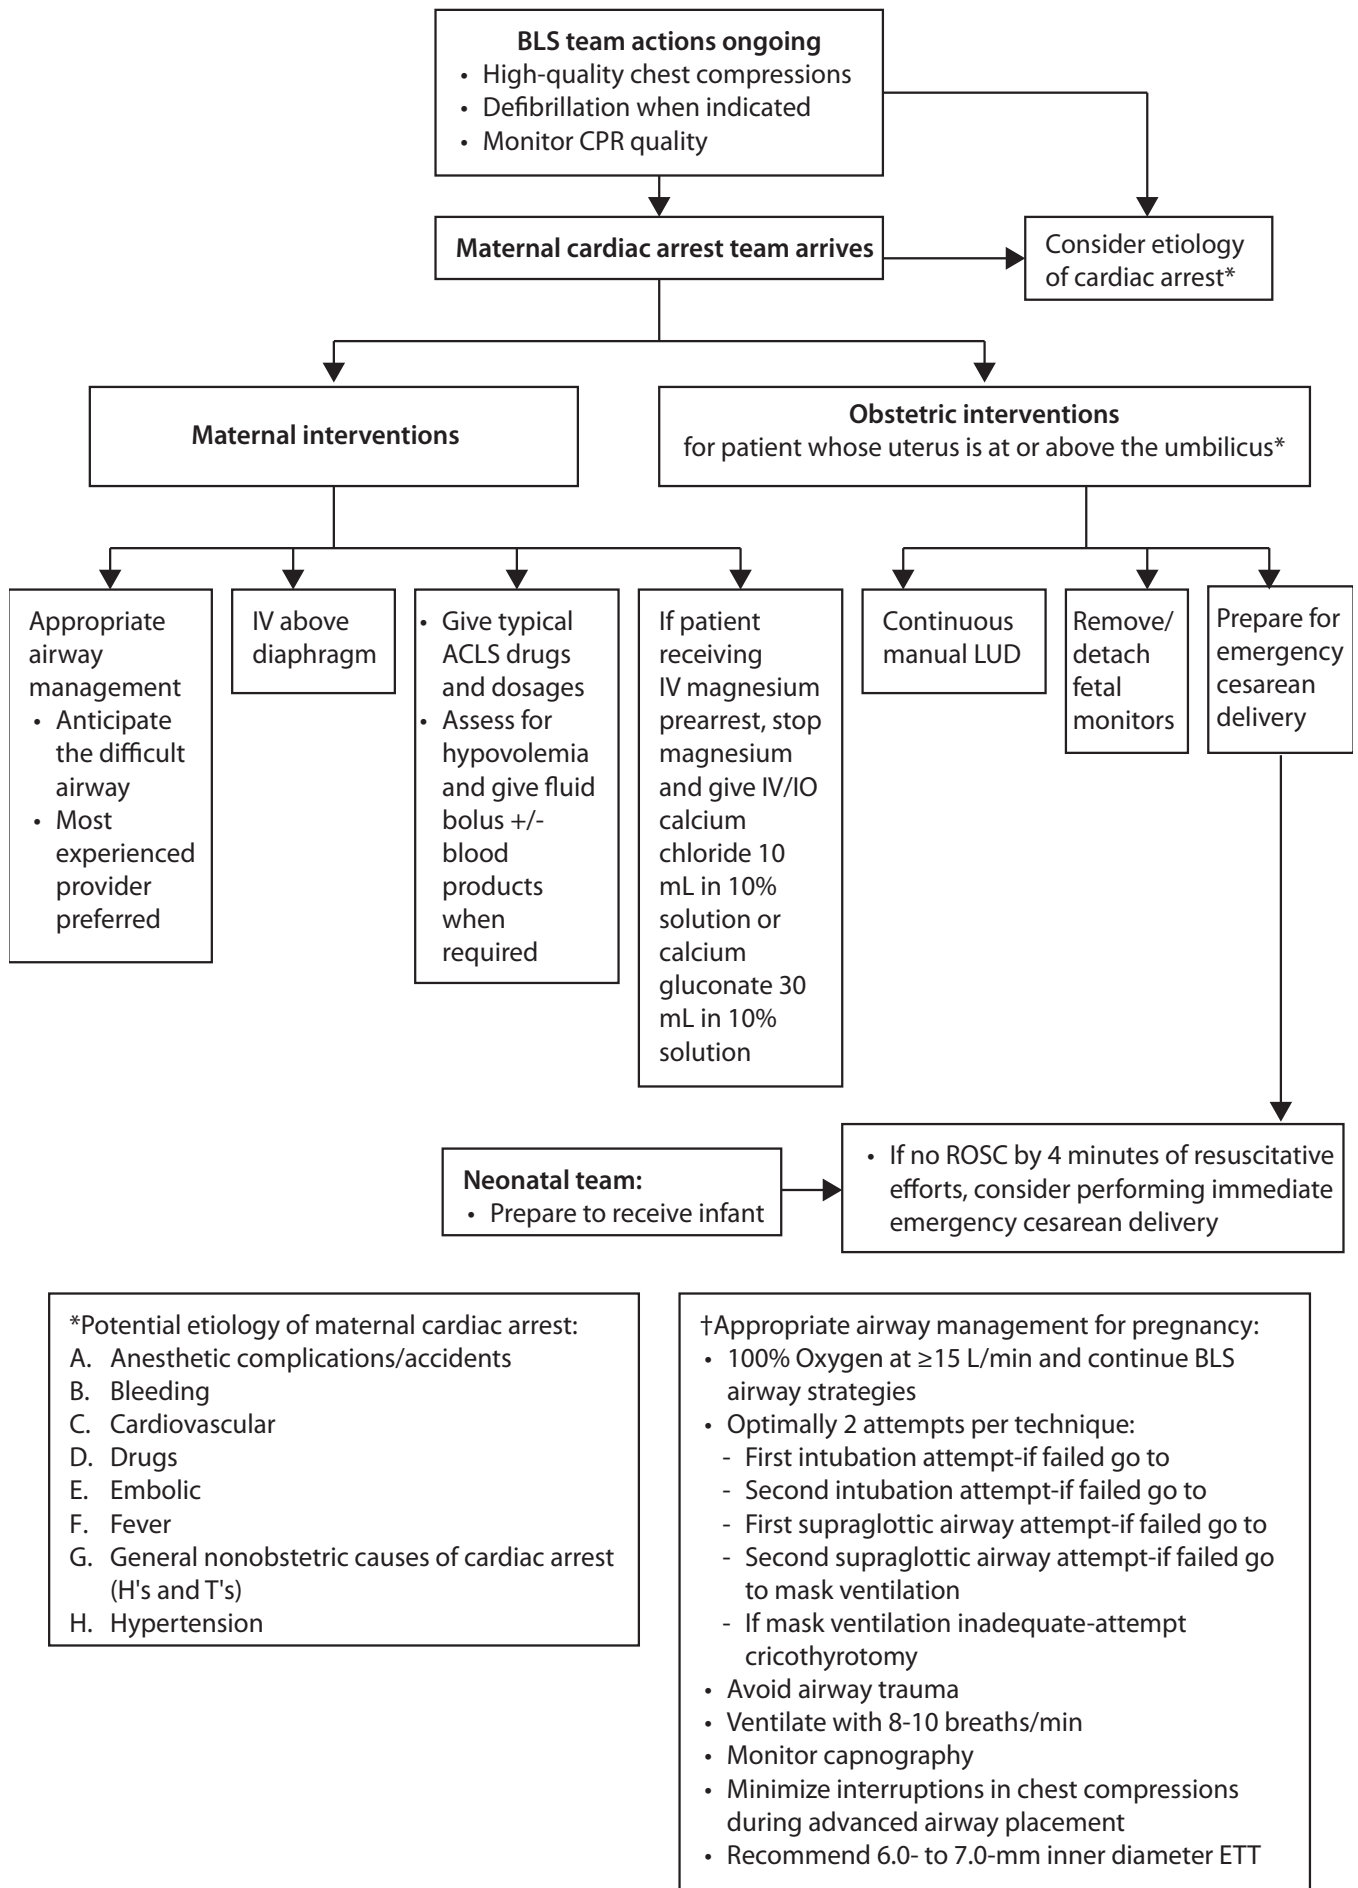 BLS team actions ongoing
• High-quality chest compressions
• Defibrillation when indicated
• Monitor CPR quality
Maternal cardiac arrest team arrives
Consider etiology
of cardiac arrest*
Maternal interventions
Obstetric interventions
for patient whose uterus is at or above the umbilicus*
Appropriate
airway
management
• Anticipate
the difficult
airway
• Most
experienced
provider
preferred
IV above
diaphragm
• Give typical
ACLS drugs
and dosages
• Assess for
hypovolemia
and give fluid
bolus +/-
blood
products
when
required
If patient
receiving
IV magnesium
prearrest, stop
magnesium
and give IV/IO
calcium
chloride 10
mL in 10%
solution or
calcium
gluconate 30
mL in 10%
solution
Continuous
manual LUD
Remove/
detach
fetal
monitors
Prepare for
emergency
cesarean
delivery
Neonatal team:
• Prepare to receive infant
• If no ROSC by 4 minutes of resuscitative
efforts, consider performing immediate
emergency cesarean delivery
*Potential etiology of maternal cardiac arrest:
A. Anesthetic complications/accidents
B. Bleeding
C. Cardiovascular
D. Drugs
E. Embolic
F. Fever
G. General nonobstetric causes of cardiac arrest
(H's and T's)
H. Hypertension
†Appropriate airway management for pregnancy:
• 100% Oxygen at ≥15 L/min and continue BLS
airway strategies
• Optimally 2 attempts per technique:
- First intubation attempt-if failed go to
- Second intubation attempt-if failed go to
- First supraglottic airway attempt-if failed go to
- Second supraglottic airway attempt-if failed go
to mask ventilation
- If mask ventilation inadequate-attempt
cricothyrotomy
• Avoid airway trauma
• Ventilate with 8-10 breaths/min
• Monitor capnography
• Minimize interruptions in chest compressions
during advanced airway placement
• Recommend 6.0- to 7.0-mm inner diameter ETT